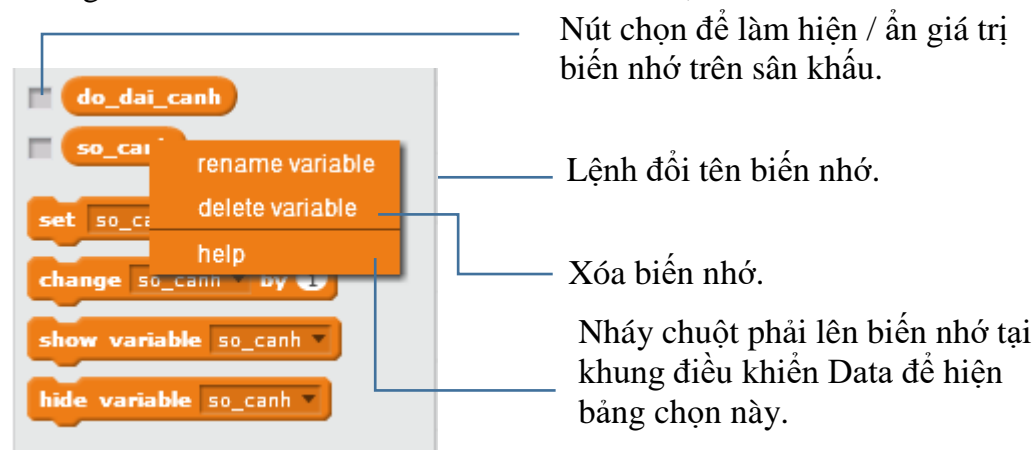 Nút chọn để làm hiện / ẩn giá trị
biến nhớ trên sân khấu.
do_dai_canh
rename variable
Lệnh đổi tên biến nhớ.
delete variable
set
help
Xóa biến nhớ.
change so_canh by 1
show variable so_canh
hide variable so_canh
Nháy chuột phải lên biến nhớ tại
khung điều khiển Data để hiện
bảng chọn này.